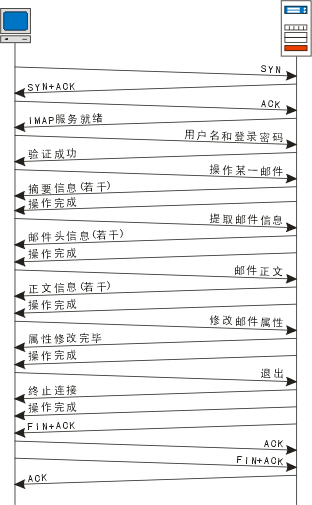 SYN
SYN+ACK
ACK
IMAP服务就绪
用户名和登录密码
验证成功
操作某一邮件
摘要信息(若干)
操作完成
提取邮件信息
邮件头信息(若干)
操作完成
邮件正文
正文信息(若干)
操作完成
修改邮件属性
属性修改完毕
操作完成
退出
终止连接
操作完成
FIN+ACK
ACK
FIN+ACK
ACK